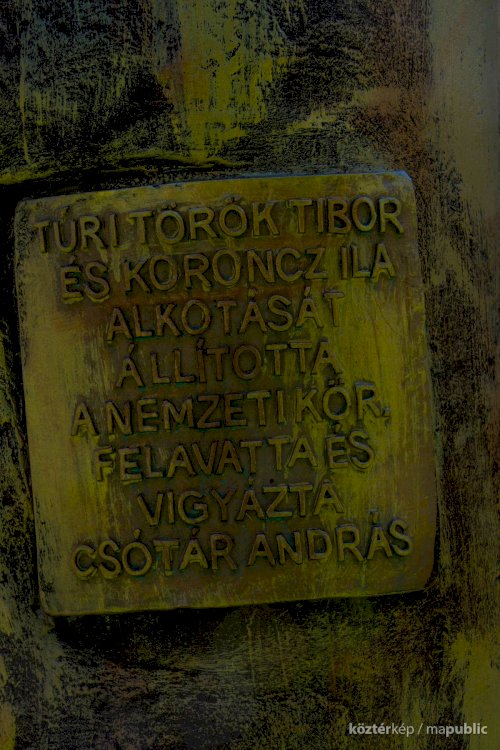 TÚRI TÖRÖK TIBOR
ÉS KORONCZ ILA
ALKOTÁSÁT
ÁLLÍTOTTA
A NEMZETI KÖR.
FELAVATTA ÉS
VIGYÁZTA
CSÓTÁR ANDRÁS
köztérkép / mapublic